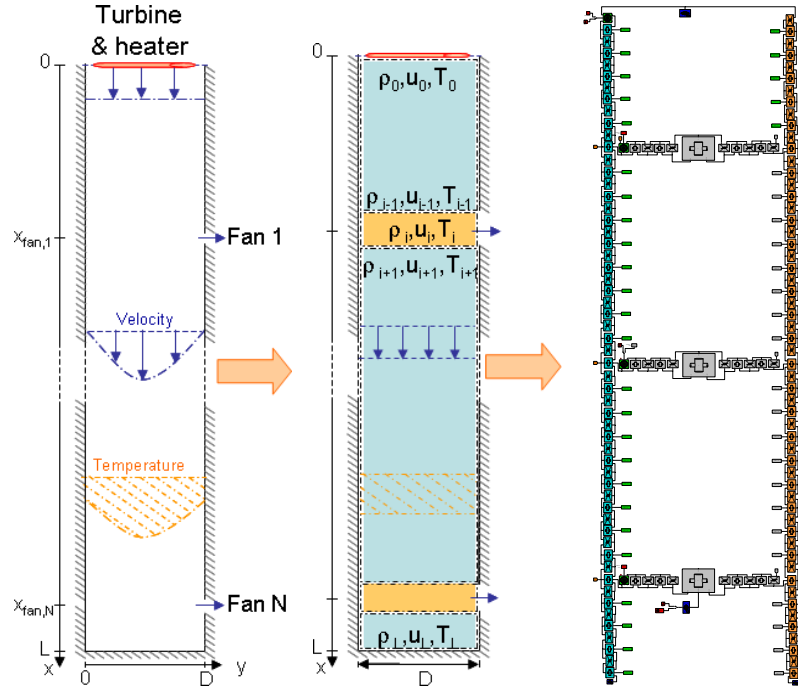 Turbine
& heater
0
x_fan,1
Fan 1
Velocity
Temperature
x_fan,N
Fan N
L
x
0
D
y
0
ρ_0,u_0,T_0
ρ_i-1,u_i-1,T_i-1
ρ_i,u_i,T_i
ρ_i+1,u_i+1,T_i+1
ρ_L,u_L,T_L
L
x
D